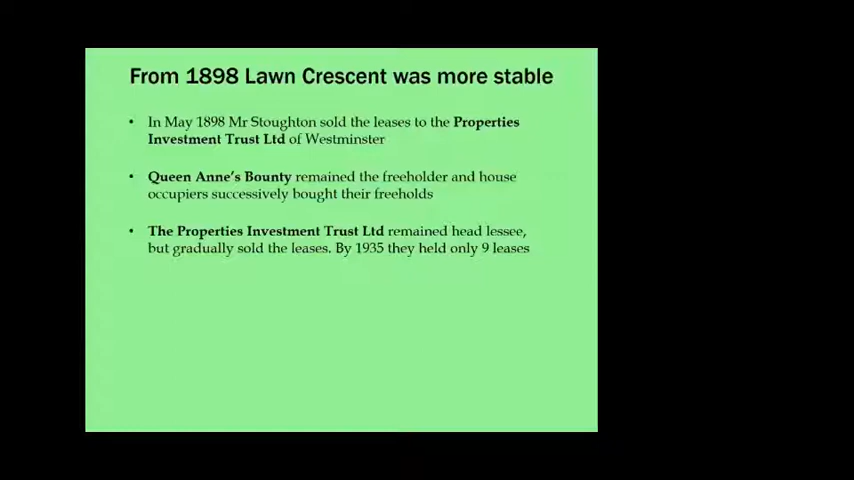 From 1898 Lawn Crescent was more stable
• In May 1898 Mr Stoughton sold the leases to the Properties
Investment Trust Ltd of Westminster
• Queen Anne's Bounty remained the freeholder and house
occupiers successively bought their freeholds
• The Properties Investment Trust Ltd remained head lessee,
but gradually sold the leases. By 1935 they held only 9 leases